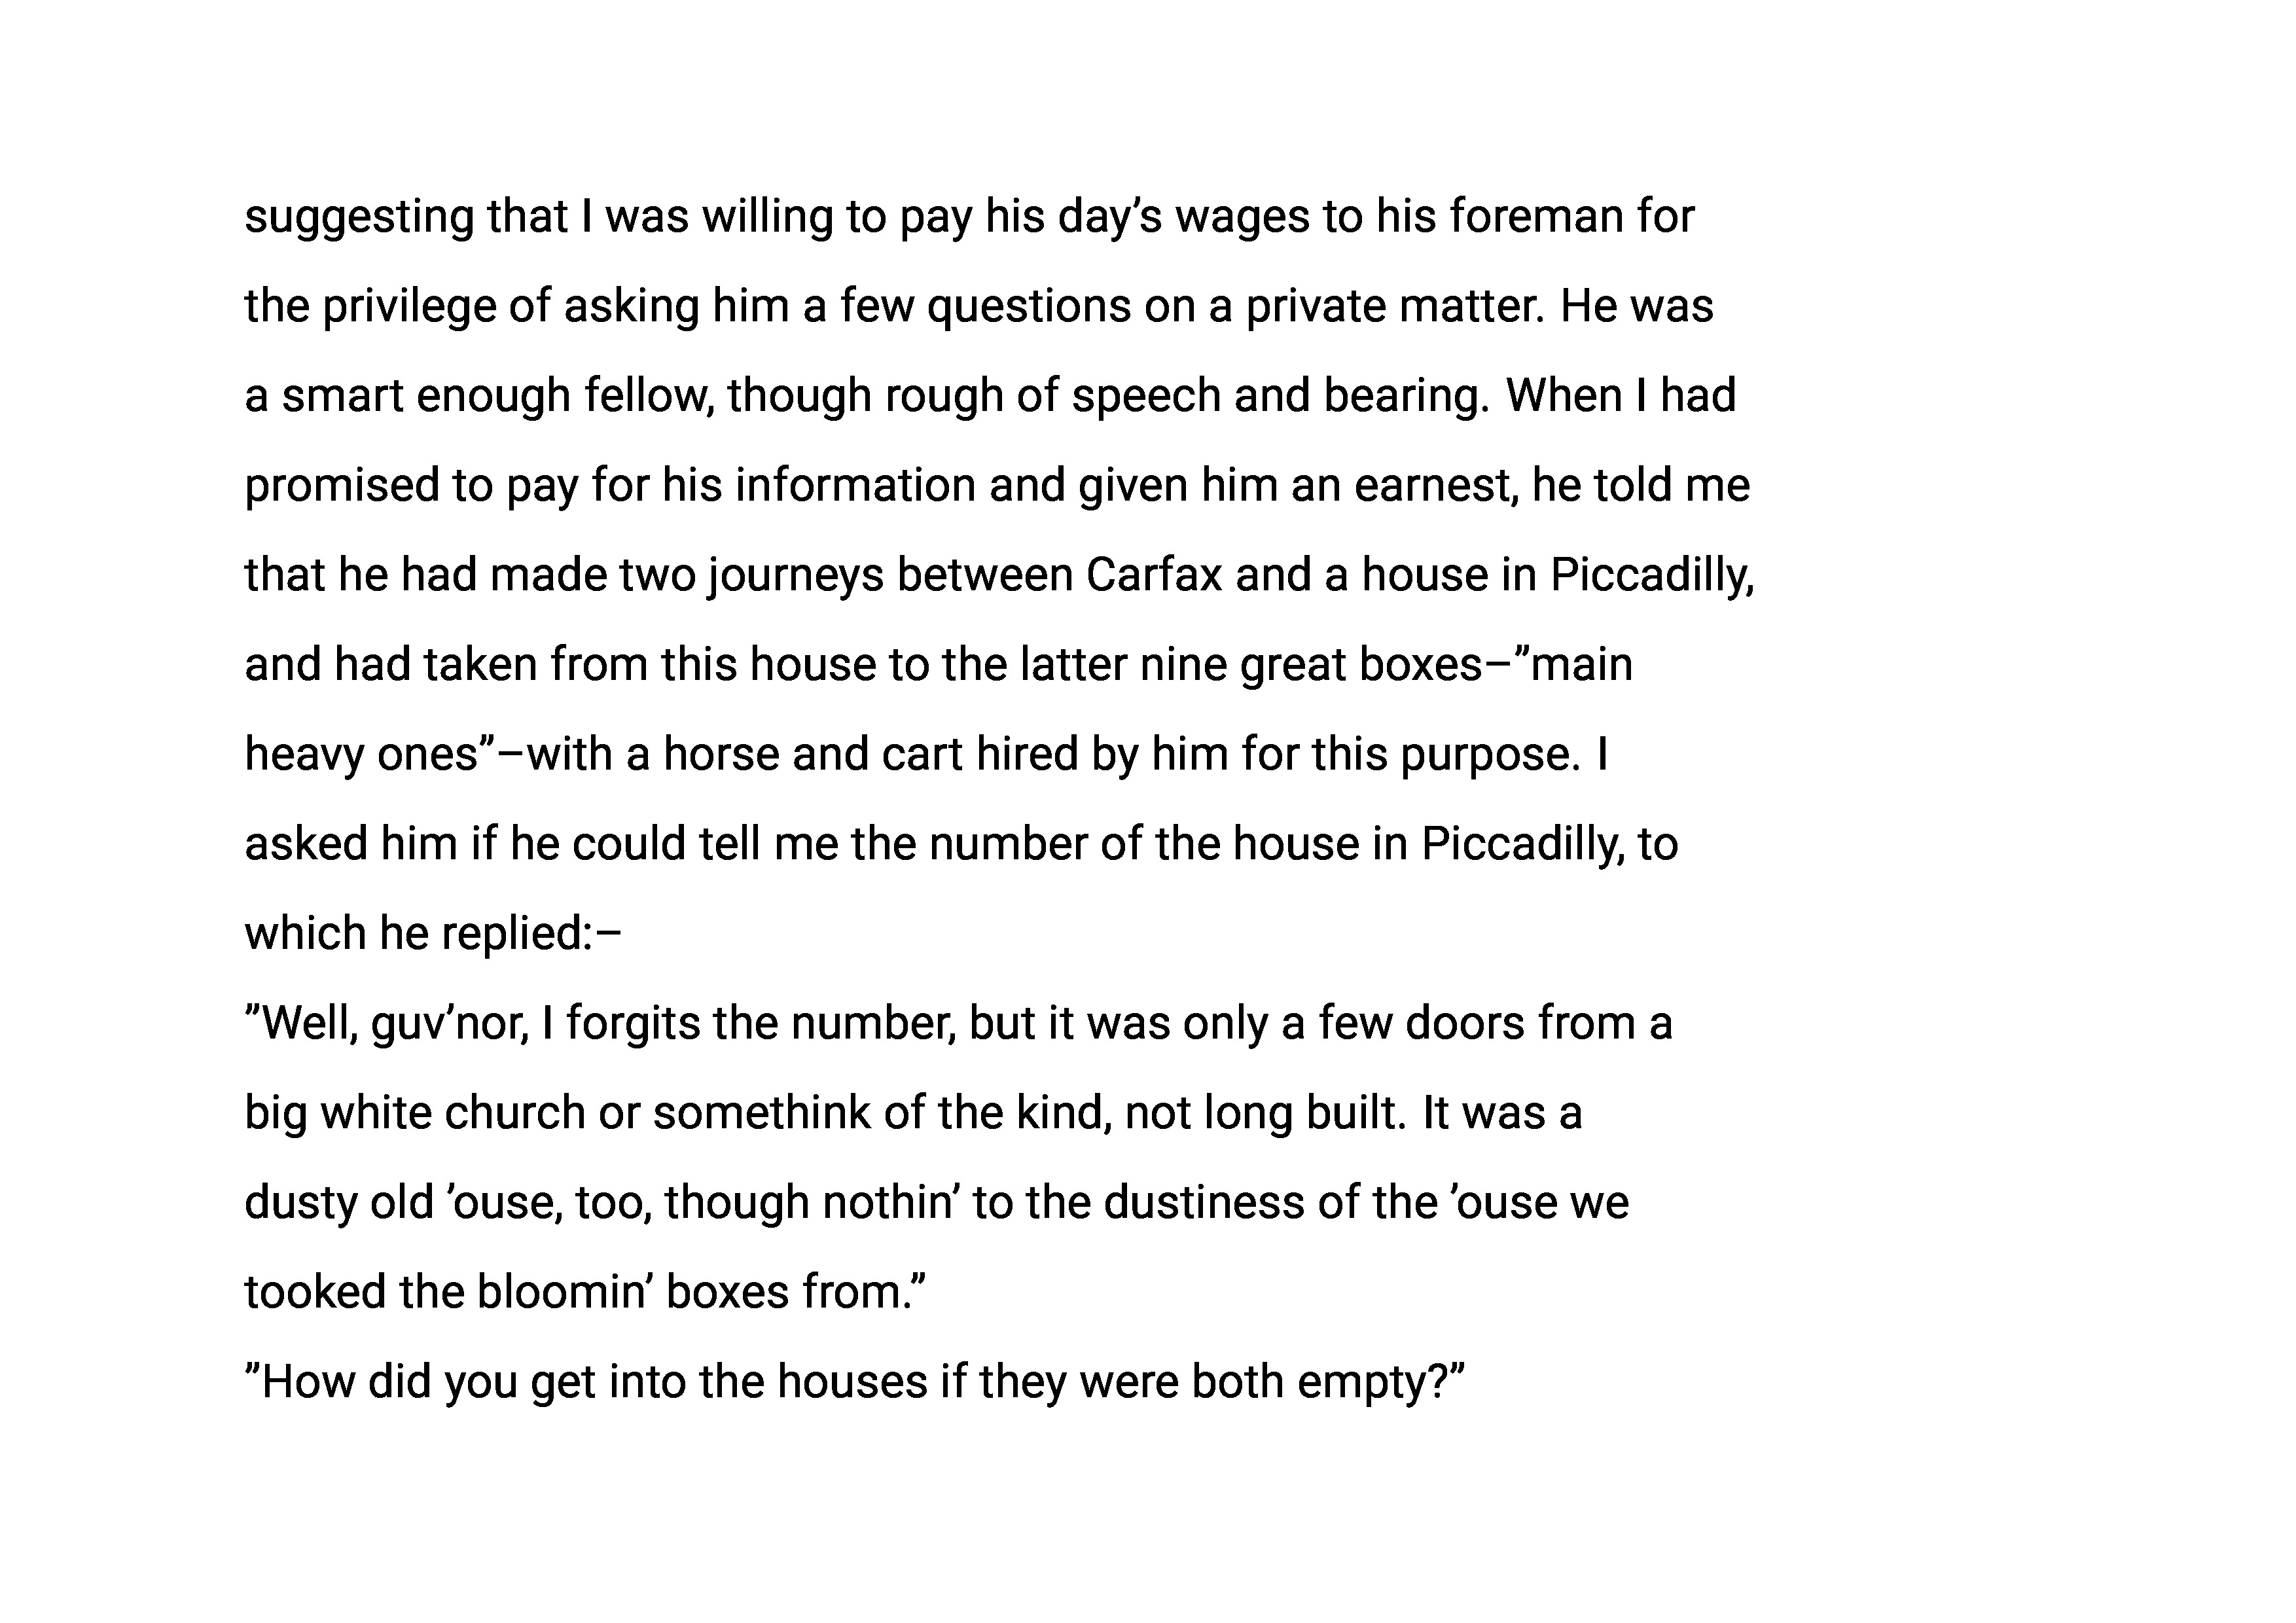 suggesting that I was willing to pay his day’s wages to his foreman for
the privilege of asking him a few questions on a private matter. He was
a smart enough fellow, though rough of speech and bearing. When I had
promised to pay for his information and given him an earnest, he told me
that he had made two journeys between Carfax and a house in Piccadilly,
and had taken from this house to the latter nine great boxes–”main
heavy ones”–with a horse and cart hired by him for this purpose. I
asked him if he could tell me the number of the house in Piccadilly, to
which he replied:–
”Well, guv’nor, I forgits the number, but it was only a few doors from a
big white church or somethink of the kind, not long built. It was a
dusty old ’ouse, too, though nothin’ to the dustiness of the ’ouse we
tooked the bloomin’ boxes from.”
”How did you get into the houses if they were both empty?”